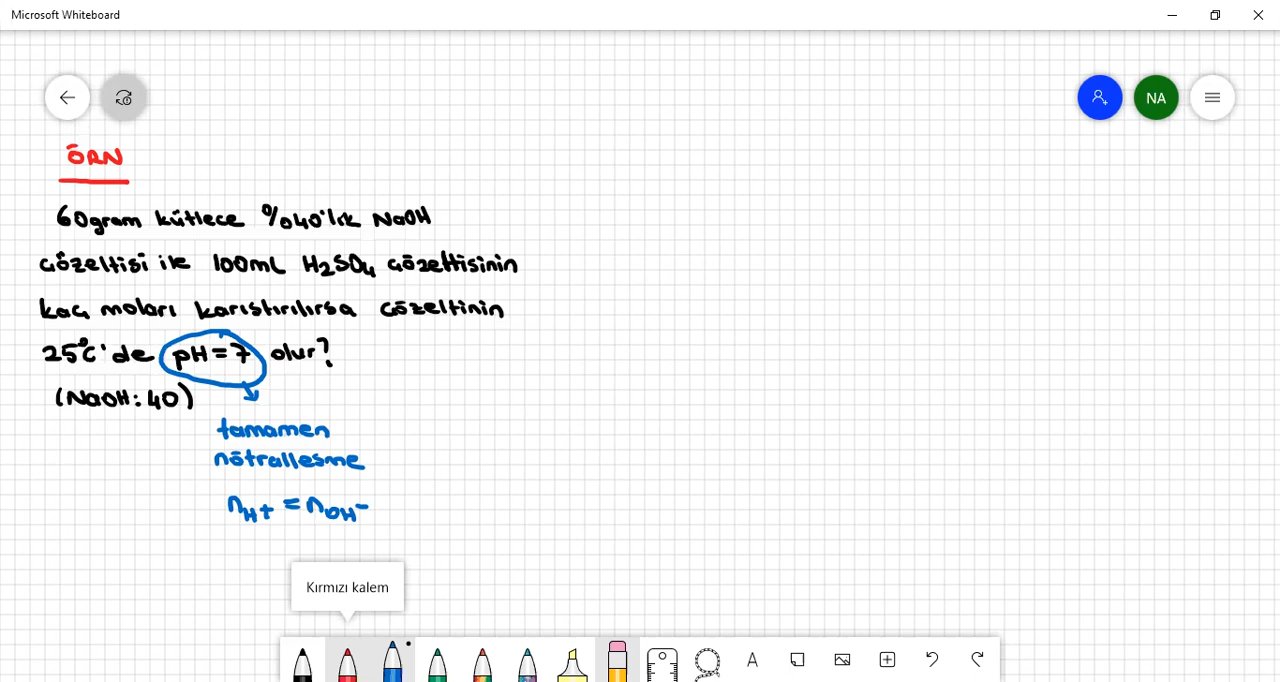 Microsoft Whiteboard
NA
ÖRN
60gram kütlece %40'lık NaOH
çözeltisi ile 100mL H₂SO₄ çözeltisinin
kaç moları karıştırılırsa çözeltinin
25°C'de pH=7 olur?
(NaOH:40)
tamamen
nötralleşme
nH+ = nOH-
Kırmızı kalem
A